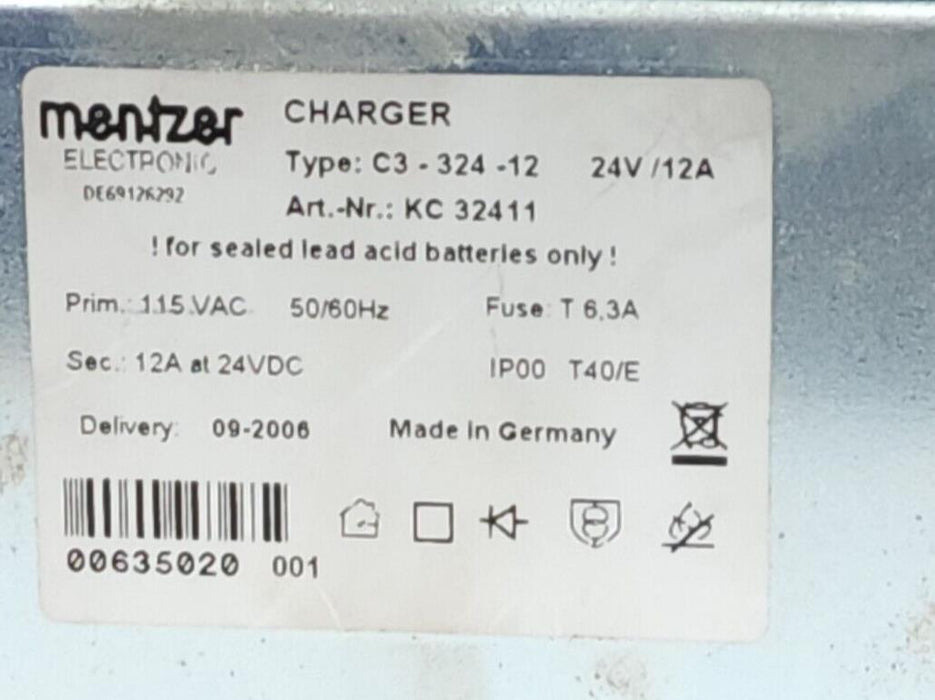 mentzer
ELECTRONIC
DE69126292
CHARGER
Type: C3 - 324 -12 24V /12A
Art.-Nr.: KC 32411
! for sealed lead acid batteries only !
Prim.: 115 VAC 50/60Hz Fuse: T 6,3A
Sec.: 12A at 24VDC IP00 T40/E
Delivery: 09-2006 Made in Germany
00635020 001